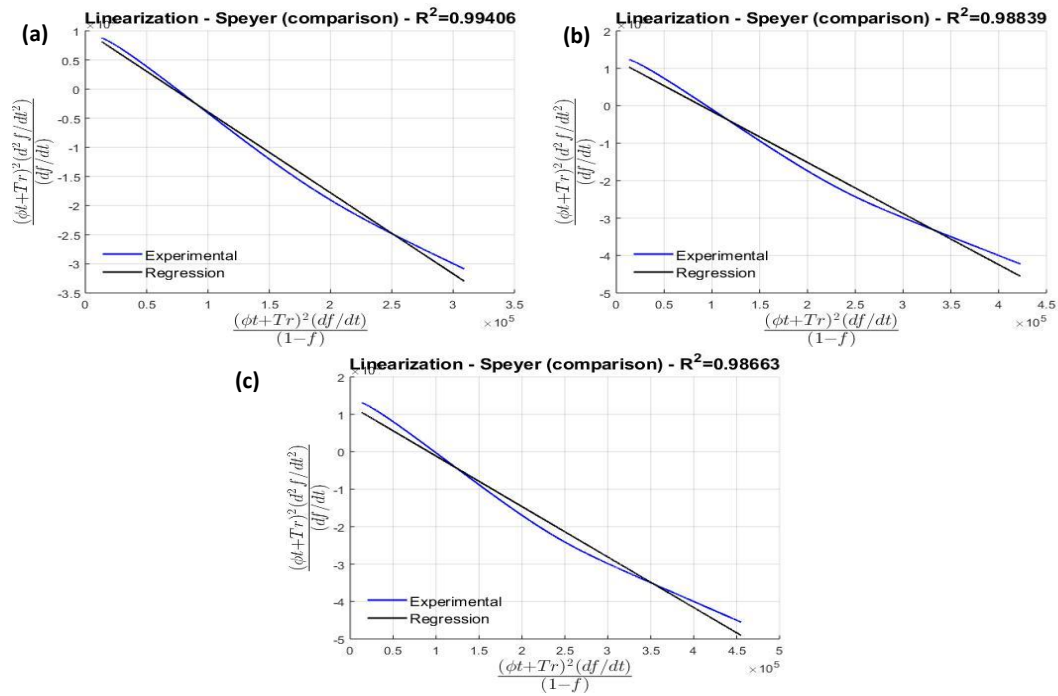 (a)
Linearization - Speyer (comparison) - R²=0.99406
1
0.5
0
-0.5
-1
-1.5
-2
-2.5
-3
-3.5
(ϕt+Tr)²(d²f/dt²)
(df/dt)
Experimental
Regression
0 0.5 1 1.5 2 2.5 3 3.5
×10⁵
(ϕt+Tr)²(df/dt)
(1−f)
(b)
Linearization - Speyer (comparison) - R²=0.98839
2
1
0
-1
-2
-3
-4
-5
(ϕt+Tr)²(d²f/dt²)
(df/dt)
Experimental
Regression
0 0.5 1 1.5 2 2.5 3 3.5 4 4.5
×10⁵
(ϕt+Tr)²(df/dt)
(1−f)
(c)
Linearization - Speyer (comparison) - R²=0.98663
2
1
0
-1
-2
-3
-4
-5
(ϕt+Tr)²(d²f/dt²)
(df/dt)
Experimental
Regression
0 0.5 1 1.5 2 2.5 3 3.5 4 4.5 5
×10⁵
(ϕt+Tr)²(df/dt)
(1−f)